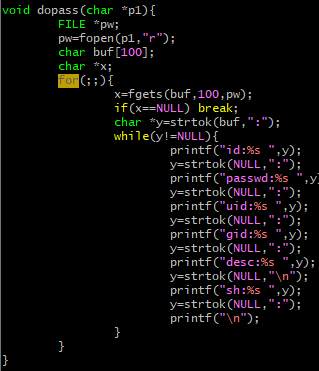 void dopass(char *p1){
        FILE *pw;
        pw=fopen(p1,"r");
        char buf[100];
        char *x;
        for(;;){
                x=fgets(buf,100,pw);
                if(x==NULL) break;
                char *y=strtok(buf,":");
                while(y!=NULL){
                        printf("id:%s ",y);
                        y=strtok(NULL,":");
                        printf("passwd:%s ",y
                        y=strtok(NULL,":");
                        printf("uid:%s ",y);
                        y=strtok(NULL,":");
                        printf("gid:%s ",y);
                        y=strtok(NULL,":");
                        printf("desc:%s ",y);
                        y=strtok(NULL,"\n");
                        printf("sh:%s ",y);
                        y=strtok(NULL,":");
                        printf("\n");
                }
        }
}